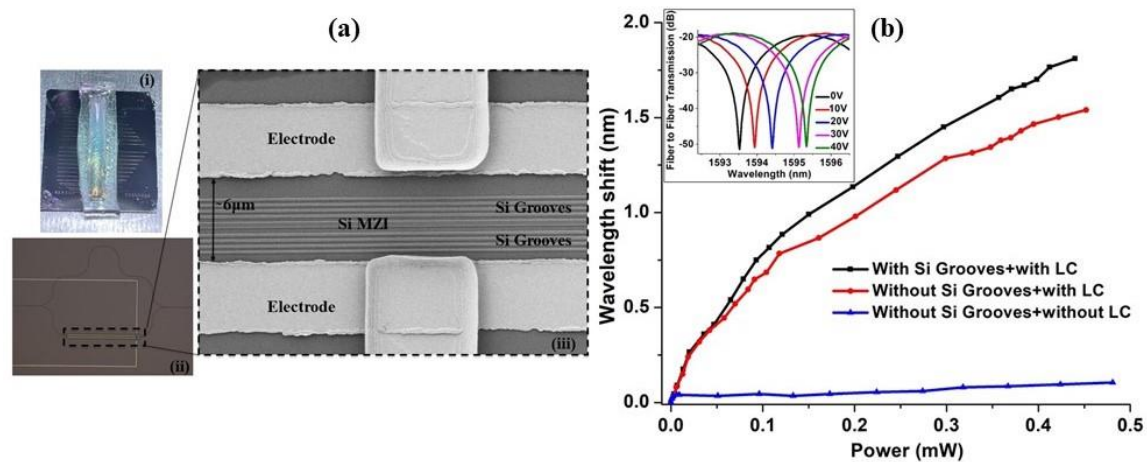 (a)
(i)
(ii)
Electrode
~6µm
Si Grooves
Si MZI
Si Grooves
Electrode
(iii)
(b)
Wavelength shift (nm)
2.0
1.5
1.0
0.5
0.0
0.0 0.1 0.2 0.3 0.4 0.5
Power (mW)
With Si Grooves+with LC
Without Si Grooves+with LC
Without Si Grooves+without LC
Fiber to Fiber Transmission (dB)
-20
-30
-40
-50
1593 1594 1595 1596
Wavelength (nm)
0V
10V
20V
30V
40V